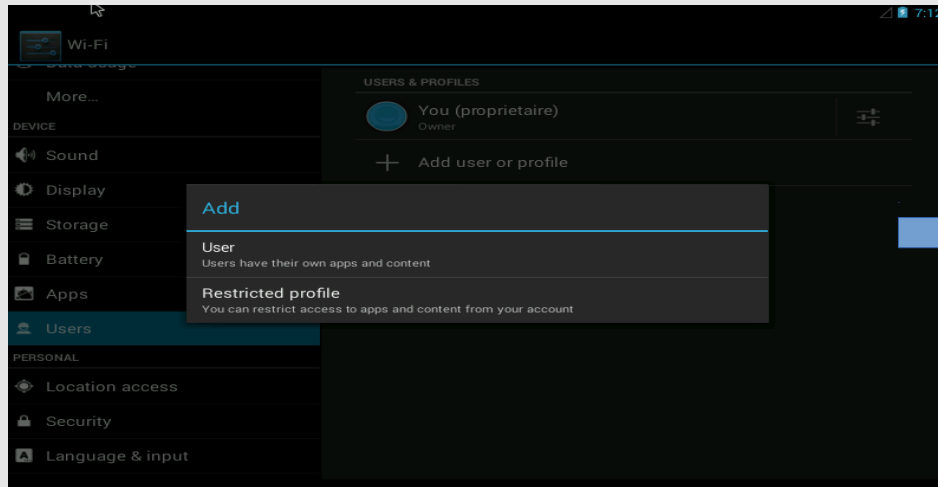 7:12
Wi-Fi
Data usage
More...
DEVICE
Sound
Display
Storage
Battery
Apps
Users
PERSONAL
Location access
Security
Language & input
USERS & PROFILES
You (proprietaire)
Owner
Add user or profile
Add
User
Users have their own apps and content
Restricted profile
You can restrict access to apps and content from your account